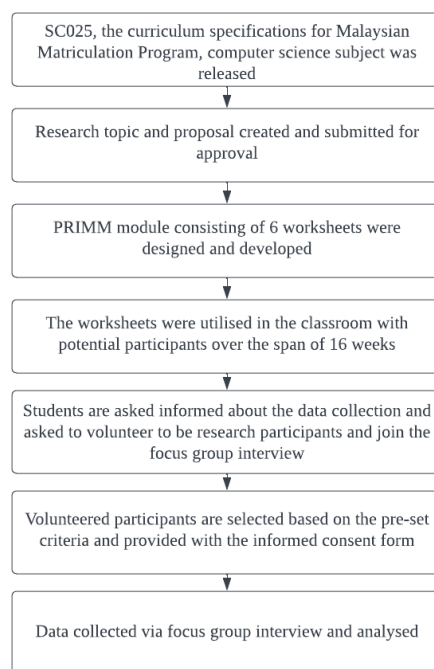 SC025, the curriculum specifications for Malaysian
Matriculation Program, computer science subject was
released
Research topic and proposal created and submitted for
approval
PRIMM module consisting of 6 worksheets were
designed and developed
The worksheets were utilised in the classroom with
potential participants over the span of 16 weeks
Students are asked informed about the data collection and
asked to volunteer to be research participants and join the
focus group interview
Volunteered participants are selected based on the pre-set
criteria and provided with the informed consent form
Data collected via focus group interview and analysed